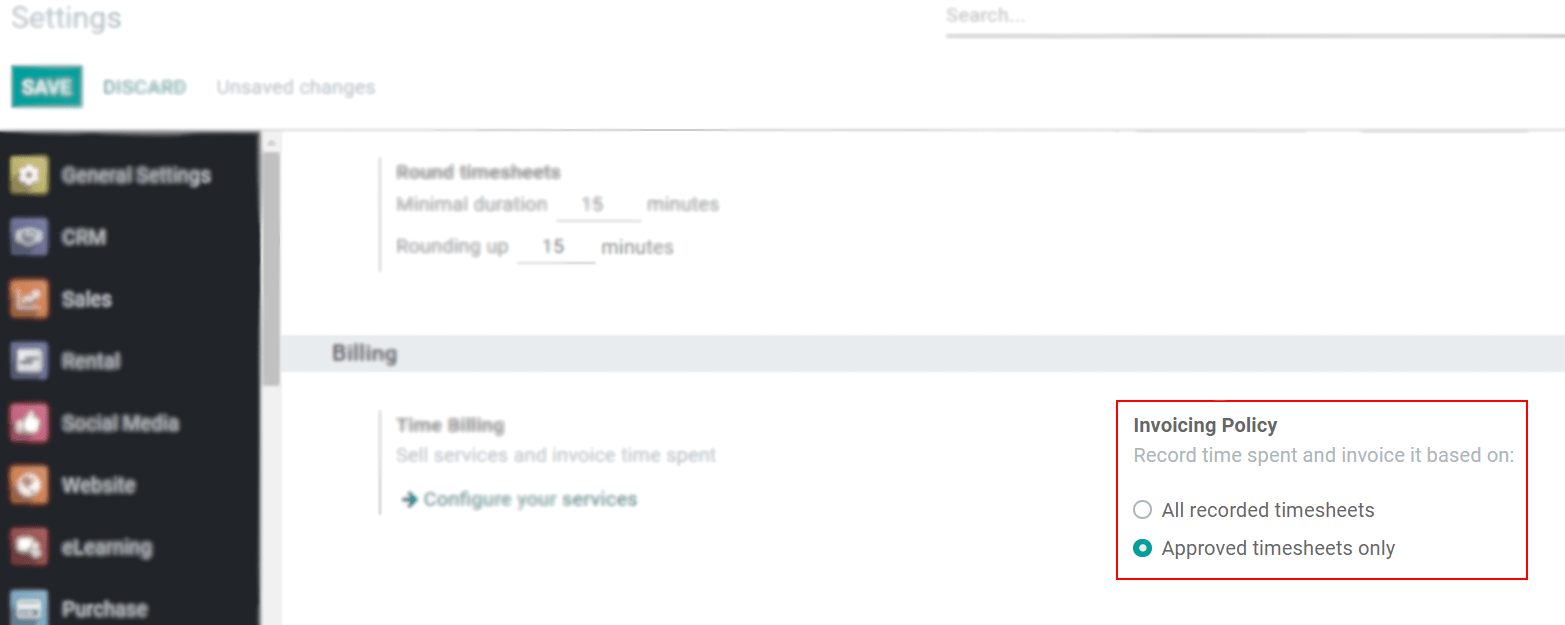 Settings
Search...
SAVE DISCARD Unsaved changes
General Settings
CRM
Sales
Rental
Social Media
Website
eLearning
Purchase
Round timesheets
Minimal duration 15 minutes
Rounding up 15 minutes
Billing
Time Billing
Sell services and invoice time spent
Configure your services
Invoicing Policy
Record time spent and invoice it based on:
All recorded timesheets
Approved timesheets only